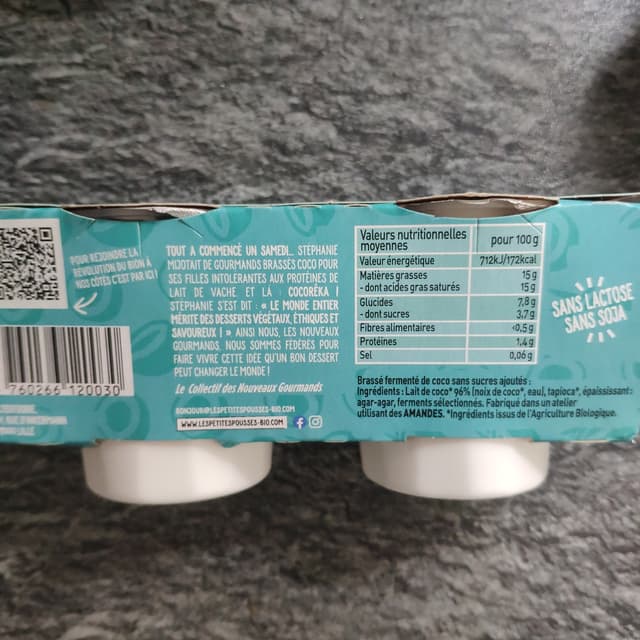 POUR REJOINDRE LA
RÉVOLUTION DU BIEN À
NOS CÔTÉS C'EST PAR ICI !
760266 120030
TOUT A COMMENCÉ UN SAMEDI... STÉPHANIE
MIJOTAIT DE GOURMANDS BRASSÉS COCO POUR
SES FILLES INTOLÉRANTES AUX PROTÉINES DE
LAIT DE VACHE ET LÀ : COCORÊKA !
STÉPHANIE S'EST DIT : « LE MONDE ENTIER
MÉRITE DES DESSERTS VÉGÉTAUX, ÉTHIQUES ET
SAVOUREUX ! » AINSI NOUS, LES NOUVEAUX
GOURMANDS, NOUS SOMMES FÉDÉRÉS POUR
FAIRE VIVRE CETTE IDÉE QU'UN BON DESSERT
PEUT CHANGER LE MONDE !
Le Collectif des Nouveaux Gourmands
BONJOUR@LESPETITESPOUSSES-BIO.COM
WWW.LESPETITESPOUSSES-BIO.COM
Valeurs nutritionnelles moyennes pour 100 g
Valeur énergétique 712kJ/172kcal
Matières grasses 15 g
- dont acides gras saturés 15 g
Glucides 7,8 g
- dont sucres 3,7 g
Fibres alimentaires <0,5 g
Protéines 1,4 g
Sel 0,06 g
Brassé fermenté de coco sans sucres ajoutés :
Ingrédients : Lait de coco* 96% (noix de coco*, eau), tapioca*, épaississant:
agar-agar, ferments sélectionnés. Fabriqué dans un atelier
utilisant des AMANDES. *Ingrédients issus de l'Agriculture Biologique.
SANS LACTOSE
SANS SOJA